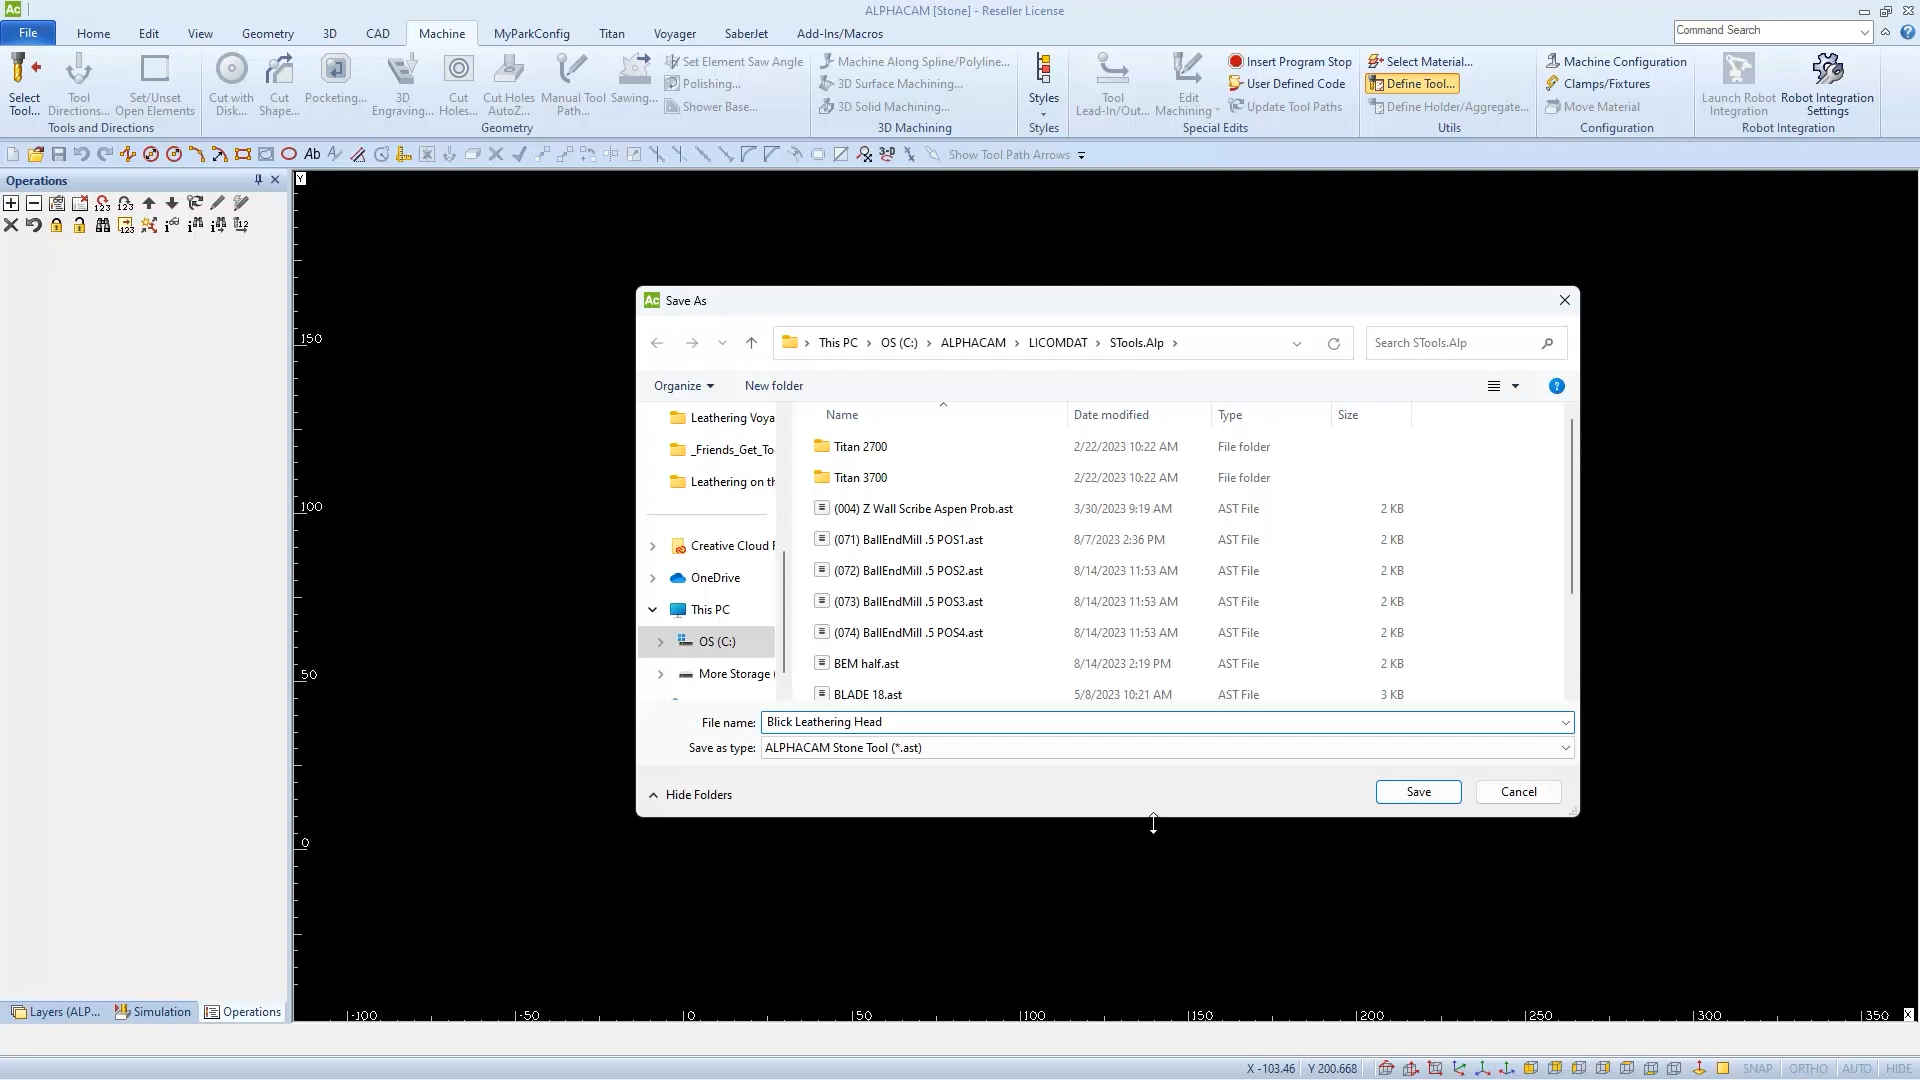 ALPHACAM [Stone] - Reseller License
File Home Edit View Geometry 3D CAD Machine MyParkConfig Titan Voyager SaberJet Add-Ins/Macros Command Search
Select Tool...
Tool Directions...
Set/Unset Open Elements
Tools and Directions
Cut with Disk...
Cut Shape...
Pocketing...
3D Engraving...
Cut Holes...
Cut Holes AutoZ...
Manual Tool Path...
Sawing...
Set Element Saw Angle
Polishing...
Shower Base...
Geometry
Machine Along Spline/Polyline...
3D Surface Machining...
3D Solid Machining...
3D Machining
Styles
Styles
Tool Lead-In/Out...
Edit Machining
Insert Program Stop
User Defined Code
Update Tool Paths
Special Edits
Select Material...
Define Tool...
Define Holder/Aggregate...
Utils
Machine Configuration
Clamps/Fixtures
Move Material
Configuration
Launch Robot Integration
Robot Integration Settings
Robot Integration
Show Tool Path Arrows
Operations
Y
150
100
50
0
Save As
This PC > OS (C:) > ALPHACAM > LICOMDAT > STools.Alp >
Search STools.Alp
Organize New folder
Leathering Voya
_Friends_Get_To
Leathering on th
Creative Cloud F
OneDrive
This PC
OS (C:)
More Storage (
Name Date modified Type Size
Titan 2700 2/22/2023 10:22 AM File folder
Titan 3700 2/22/2023 10:22 AM File folder
(004) Z Wall Scribe Aspen Prob.ast 3/30/2023 9:19 AM AST File 2 KB
(071) BallEndMill .5 POS1.ast 8/7/2023 2:36 PM AST File 2 KB
(072) BallEndMill .5 POS2.ast 8/14/2023 11:53 AM AST File 2 KB
(073) BallEndMill .5 POS3.ast 8/14/2023 11:53 AM AST File 2 KB
(074) BallEndMill .5 POS4.ast 8/14/2023 11:53 AM AST File 2 KB
BEM half.ast 8/14/2023 2:19 PM AST File 2 KB
BLADE 18.ast 5/8/2023 10:21 AM AST File 3 KB
File name: Blick Leathering Head
Save as type: ALPHACAM Stone Tool (*.ast)
Hide Folders Save Cancel
Layers (ALP... Simulation Operations
-100 -50 0 50 100 150 200 250 300 350 X
X -103.46 Y 200.668 SNAP ORTHO AUTO HIDE